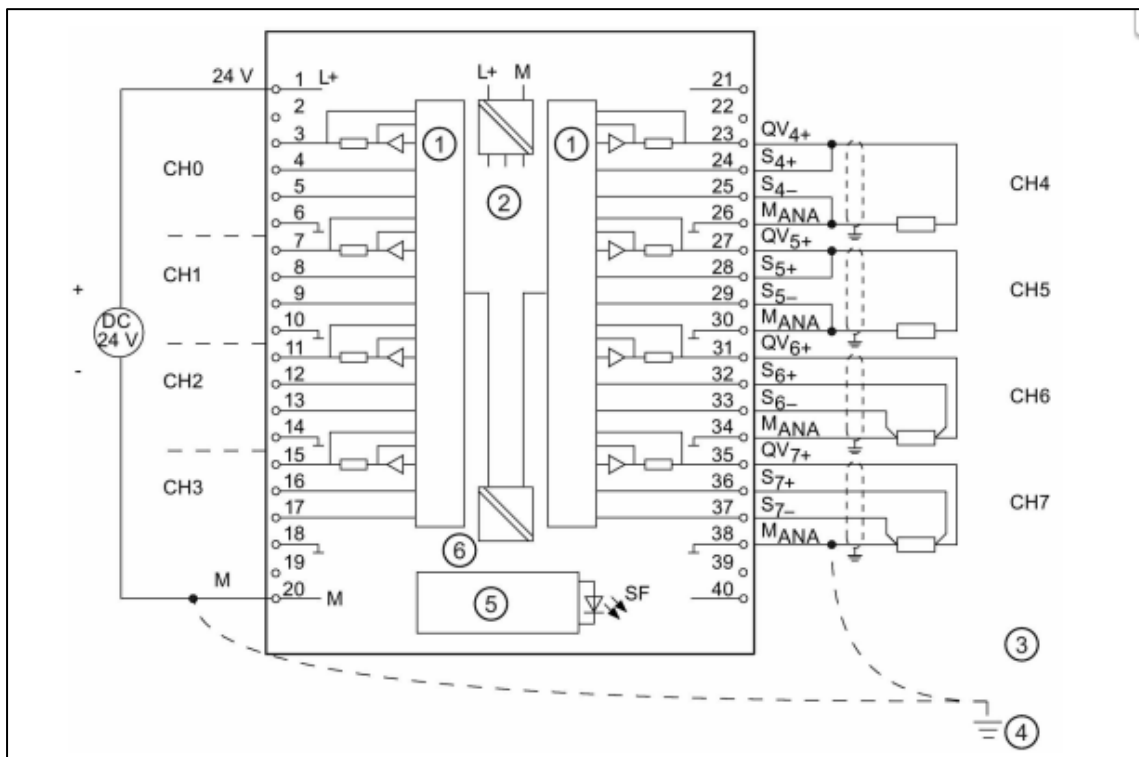 24 V
1 L+
2
3
4
5
6
7
8
9
10
11
12
13
14
15
16
17
18
19
20 M
M
CH0
CH1
CH2
CH3
+
DC
24 V
-
L+ M
1
1
2
6
5
SF
21
22
23
24
25
26
27
28
29
30
31
32
33
34
35
36
37
38
39
40
QV4+
S4+
S4–
MANA
QV5+
S5+
S5–
MANA
QV6+
S6+
S6–
MANA
QV7+
S7+
S7–
MANA
CH4
CH5
CH6
CH7
3
4